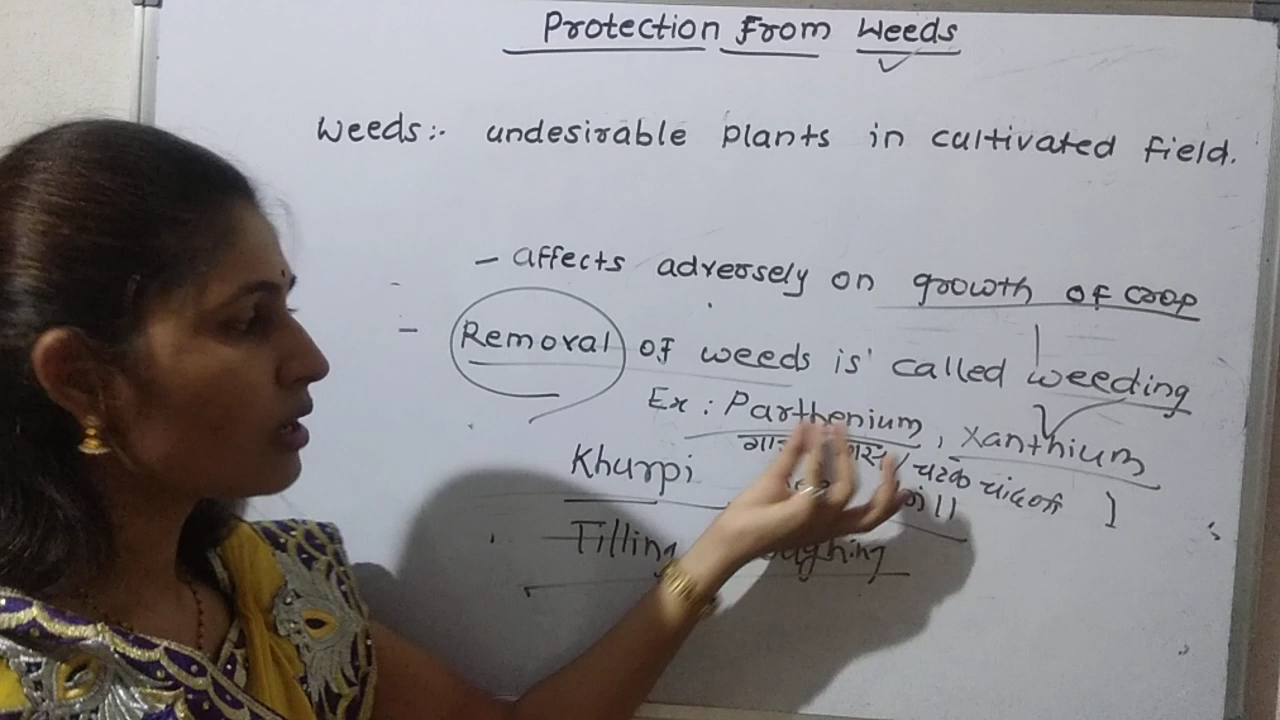 Protection From Weeds
Weeds:- undesirable plants in cultivated field.
- affects adversely on growth of crop
- Removal of weeds is called weeding
Ex : Parthenium, Xanthium
Khurpi
Tilling